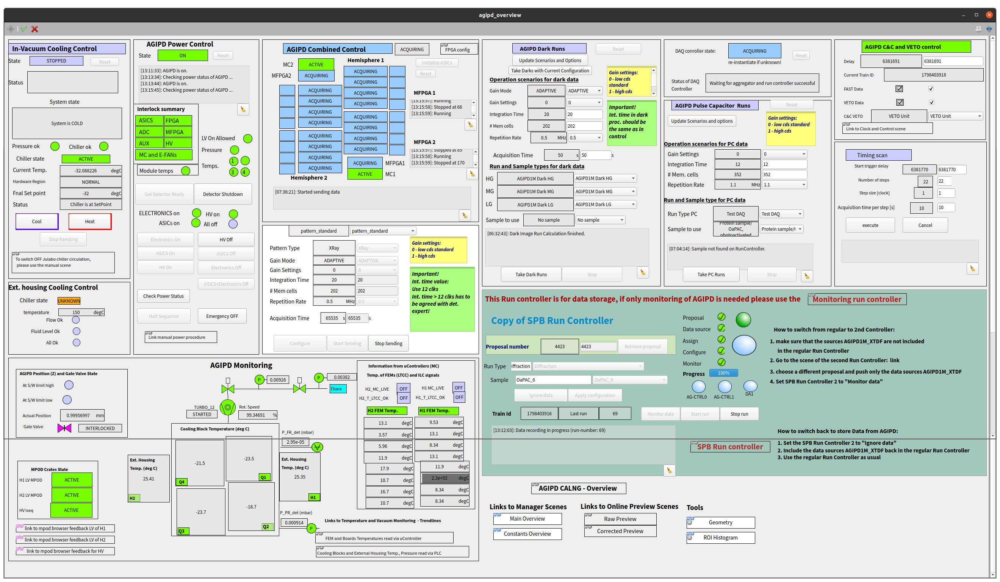 agipd_overview
In-Vacuum Cooling Control
State STOPPED Reset
Status
System state
System is COLD
Pressure ok Chiller ok
Chiller state ACTIVE
Current Temp. -32.088226 degC
Hardware Region NORMAL
Fnal Set point -32 degC
Status Chiller is at SetPoint
Cool Heat
Stop Ramping
To switch OFF Julabo chiller circulation,
please use the manual scene
Ext. housing Cooling Control
Chiller state UNKNOWN
temperature 150 degC
Flow Ok
Fluid Level Ok
All Ok
AGIPD Power Control
State ON Reset
[13:11:33]: AGIPD is on.
[13:13:34]: Checking power status of AGIPD ...
[13:13:44]: AGIPD is on.
[13:15:45]: Checking power status of AGIPD ...
Interlock summary
ASICS FPGA
ADC MFPGA
AUX HV
MC and E-FANs
Module temps
LV On Allowed
Pressure
Temps. 1
3 4
Get Detector Ready Detector Shutdown
ELECTRONICS on HV on
ASICs on All off
Electronics On HV Off
ASICS On ASICS Off
HV On Electronics Off
ASICS+Electronics Off
Check Power Status
Halt Sequence Emergency OFF
Link manual power procedure
AGIPD Combined Control ACQUIRING FPGA config
MC2 ACTIVE Hemisphere 1 Initialize ASICs
MFPGA2 ACQUIRING ACQUIRING Reset
ACQUIRING
ACQUIRING ACQUIRING
ACQUIRING ACQUIRING
ACQUIRING ACQUIRING
ACQUIRING ACQUIRING
ACQUIRING ACQUIRING
ACQUIRING ACQUIRING
ACQUIRING ACQUIRING
ACQUIRING MFPGA1
ACTIVE MC1
Hemisphere 2
MFPGA 1
[13:15:57]: Running
[13:15:58]: Stopped at 66
[13:15:59]: Running
MFPGA 2
[13:15:57]: Stopped at 85
[13:15:58]: Running
[13:15:59]: Stopped at 170
[07:36:21]: Started sending data
pattern_standard pattern_standard
Pattern Type XRay XRay
Gain Mode ADAPTIVE ADAPTIVE
Gain Settings 0 0
Integration Time 20 20
# Mem cells 202 202
Repetition Rate 0.5 MHz 0.5
Acquisition Time 65535 s 65535 s
Gain settings:
0 - low cds standard
1 - high cds
Important!
Int. time value:
Use 12 clks
Int. time > 12 clks has to
be agreed with det.
expert!
Configure Start Sending Stop Sending
AGIPD Dark Runs Reset
Update Scenarios and Options
Take Darks with Current Configuration
Operation scenarios for dark data
Gain Mode ADAPTIVE ADAPTIVE
Gain Settings 0 0
Integration Time 20 20
# Mem cells 202 202
Repetition Rate 0.5 MHz 0.5
Acquisition Time 50 s 50 s
Gain settings:
0 - low cds
standard
1 - high cds
Important!
Int. time in dark
proc. should be
the same as in
control
Run and Sample types for dark data
HG AGIPD1M Dark HG AGIPD1M Dark HG
MG AGIPD1M Dark MG AGIPD1M Dark MG
LG AGIPD1M Dark LG AGIPD1M Dark LG
Sample to use No sample No sample
[06:32:43]: Dark Image Run Calculation finished.
Take Dark Runs Stop
DAQ conroller state: ACQUIRING Reset
re-instantiate if unknown!
Status of DAQ
Controller
Waiting for aggregator and run controller successful
AGIPD Pulse Capacitor Runs Reset
Update Scenarios and options
Gain settings:
0 - low cds standard
1 - high cds
Operation scenarios for PC data
Gain Settings 0 0
Integration Time 12 12
# Mem. cells 352 352
Repetition Rate 1.1 MHz 1.1
Run and Sample type for PC data
Run Type PC Test DAQ Test DAQ
Sample to use Protein sample/ OaPAC, photoactivated Protein sample/(
[07:04:14]: Sample not found on RunController.
Take PC Runs Stop
AGIPD C&C and VETO control
Delay 6381691 6381691
Current Train ID 1798403918
FAST Data
VETO Data
C&C VETO VETO Unit VETO Unit
Link to Clock and Control scene
Timing scan
Start trigger delay 6381770 6381770
Number of steps 22 22
Step size [clock] 1 1
Acquisition time per step [s] 10 10
execute Cancel
This Run controller is for data storage, if only monitoring of AGIPD is needed please use the Monitoring run controller
Copy of SPB Run Controller
Proposal number 4423 4423 Retrieve proposal
Run Type iffraction Diffraction
Sample OaPAC_6 OaPAC_6
Ignore data Apply configuration
Train Id 1798403916 Last run 69 Monitor data Start run Stop run
[13:12:03]: Data recording in progress (run-number: 69)
Proposal
Data source
Assign
Configure
Monitor
Progress 100%
AG-CTRL0 AG-CTRL1 DA1
How to switch from regular to 2nd Controller:
1. make sure that the sources AGIPD1M_XTDF are not included
in the regular Run Controller
2. Go to the scene of the second Run Controller: link
3. choose a different proposal and push only the data sources AGIPD1M_XTDF
4. Set SPB Run Controller 2 to "Monitor data"
How to switch back to store Data from AGIPD:
SPB Run controller
1. Set the SPB Run Controller 2 to "Ignore data"
2. Include the data sources AGIPD1M_XTDF back in the regular Run Controller
3. Use the regular Run Controller as usual
AGIPD Monitoring
AGIPD Position (Z) and Gate Valve State
At S/W limit high
At S/W limit low
Actual Position 0.99956997 mm
Gate Valve INTERLOCKED
P 0.00926 P 0.00382
Ebara
TURBO_12 Rot. Speed
STARTED 99.34691 %
Cooling Block Temperature (deg C)
-21.5 -23.5
Q4 Q1
-23.7 -18.7
Q3 Q2
P_FR_det (mbar)
2.95e-05
Ext. Housing
Temp. (deg C)
25.41
H2
Ext. Housing
Temp. (deg C)
25.35
H1
P_PR_det (mbar)
0.000914 P
MPOD Crates State
H1 LV MPOD ACTIVE
H2 LV MPOD ACTIVE
HV iseq ACTIVE
link to mpod browser feedback LV of H1
link to mpod browser feedback LV of H2
link to mpod browser feedback for HV
Information from uControllers (MC)
Temp. of FEMs (LTCC) and ILC signals
H2_MC_LIVE OFF H1 MC_LIVE OFF
H2_T_LTCC_OK OFF H1_T_LTCC_OK OFF
H2 FEM Temp. H1 FEM Temp.
13.1 degC 9.53 degC
3.57 degC 13.1 degC
5.96 degC 8.34 degC
11.9 degC 13.1 degC
17.9 degC 11.9 degC
10.7 degC 2.3e+02 degC
16.7 degC 8.34 degC
10.7 degC 8.34 degC
Links to Temperature and Vacuum Monitoring - Trendlines
FEM and Boards Temperatures read via uController
Cooling Blocks and External Housing Temp., Pressure read via PLC
AGIPD CALNG - Overview
Links to Manager Scenes Links to Online Preview Scenes Tools
Main Overview Raw Preview Geometry
Constants Overview Corrected Preview ROI Histogram